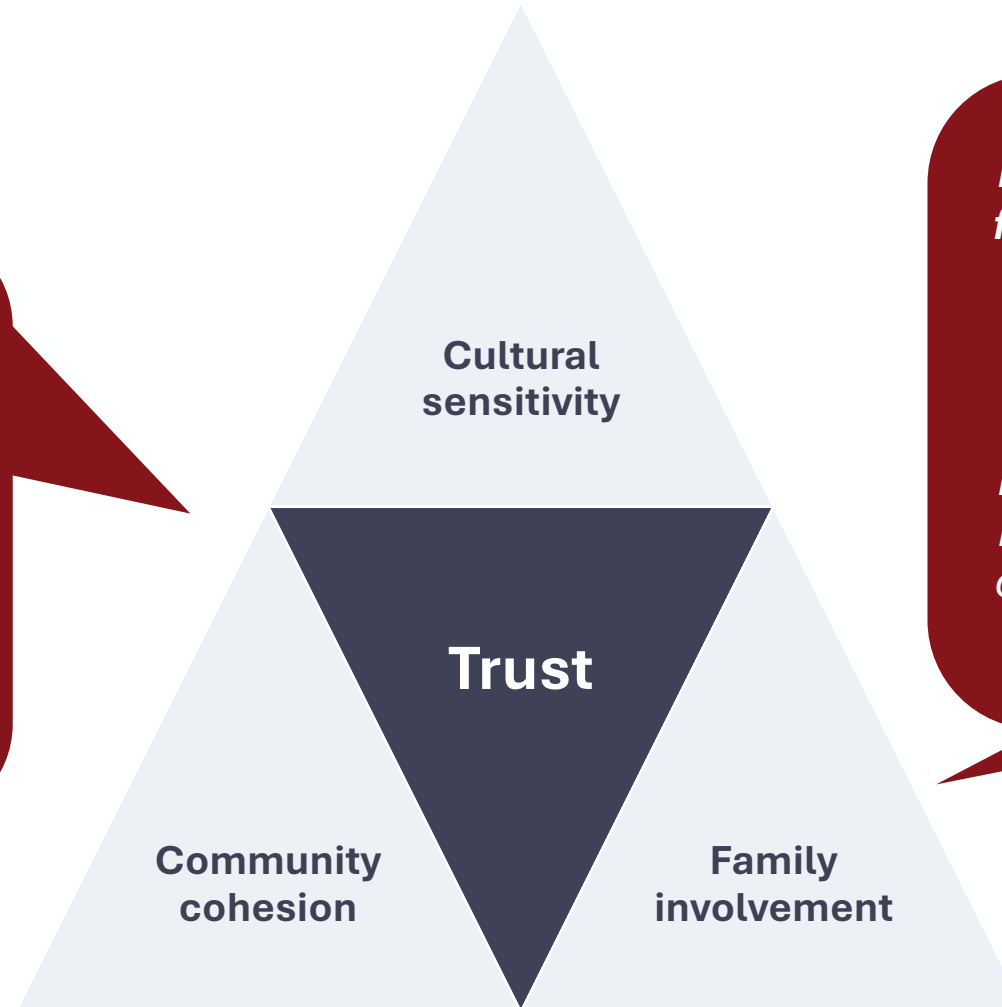 Cultural
sensitivity
Trust
Community
cohesion
Family
involvement